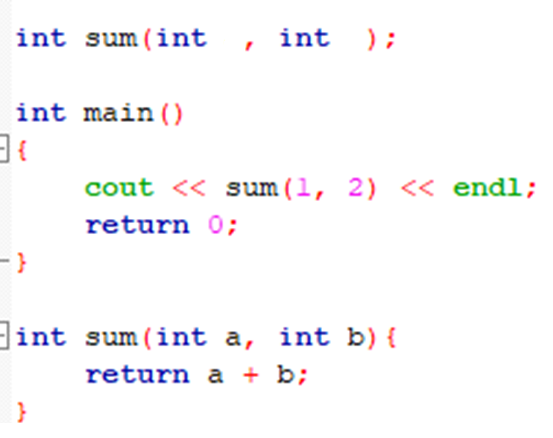 int sum(int  , int  );
int main()
{
cout << sum(1, 2) << endl;
return 0;
}
int sum(int a, int b){
return a + b;
}